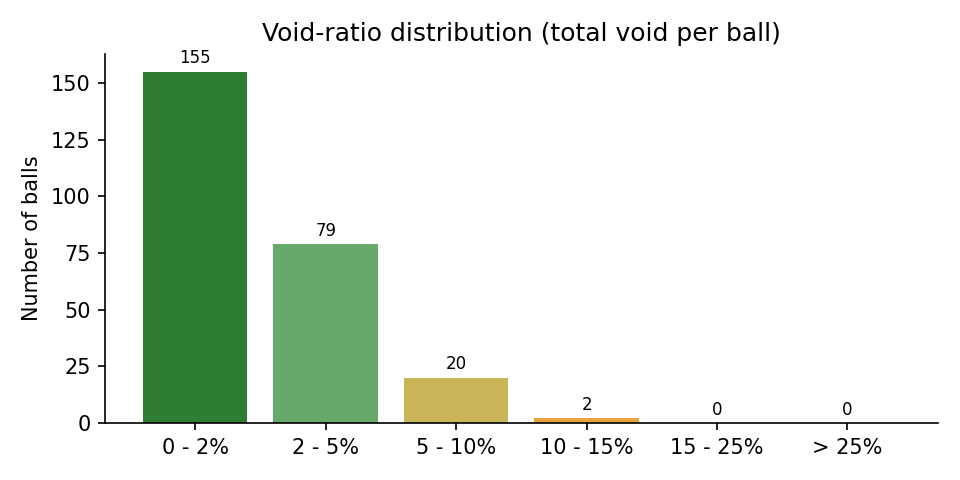 Void-ratio distribution (total void per ball)
Number of balls
150
125
100
75
50
25
0
155
79
20
2
0
0
0 - 2%
2 - 5%
5 - 10%
10 - 15%
15 - 25%
> 25%